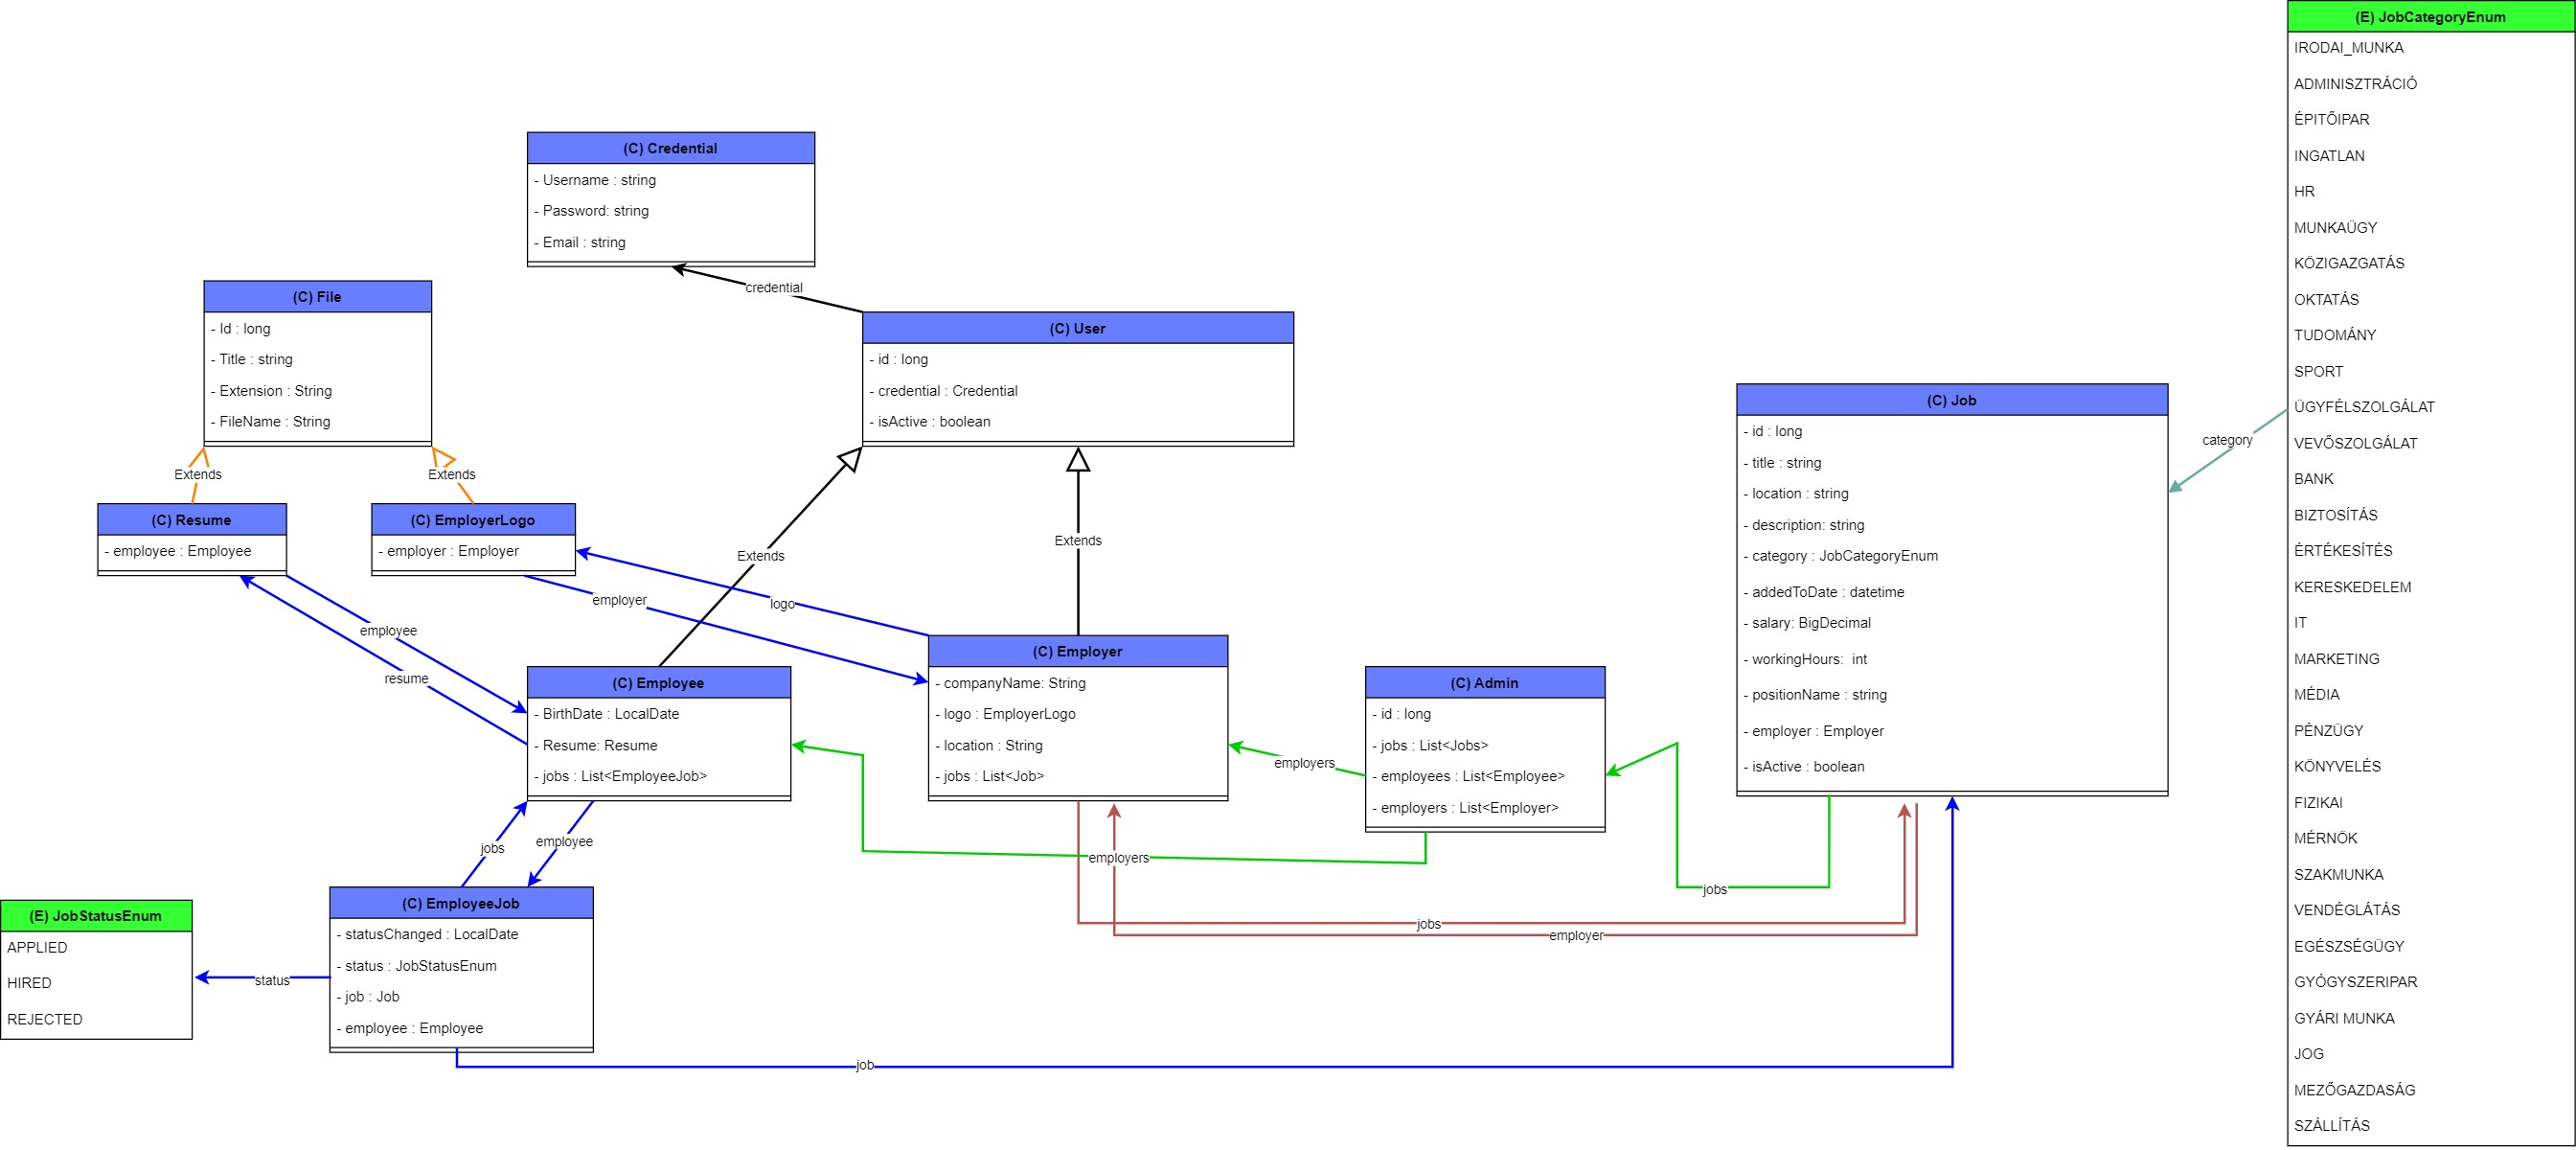 (E) JobCategoryEnum
IRODAI_MUNKA
ADMINISZTRÁCIÓ
ÉPITŐIPAR
INGATLAN
HR
MUNKAÜGY
KÖZIGAZGATÁS
OKTATÁS
TUDOMÁNY
SPORT
ÜGYFÉLSZOLGÁLAT
VEVŐSZOLGÁLAT
BANK
BIZTOSÍTÁS
ÉRTÉKESÍTÉS
KERESKEDELEM
IT
MARKETING
MÉDIA
PÉNZÜGY
KÖNYVELÉS
FIZIKAI
MÉRNÖK
SZAKMUNKA
VENDÉGLÁTÁS
EGÉSZSÉGÜGY
GYÓGYSZERIPAR
GYÁRI MUNKA
JOG
MEZŐGAZDASÁG
SZÁLLÍTÁS
(C) Credential
- Username : string
- Password: string
- Email : string
credential
(C) File
- Id : long
- Title : string
- Extension : String
- FileName : String
(C) User
- id : long
- credential : Credential
- isActive : boolean
(C) Job
- id : long
- title : string
- location : string
- description: string
- category : JobCategoryEnum
- addedToDate : datetime
- salary: BigDecimal
- workingHours:  int
- positionName : string
- employer : Employer
- isActive : boolean
category
Extends
Extends
(C) Resume
- employee : Employee
(C) EmployerLogo
- employer : Employer
Extends
Extends
employer
logo
employee
resume
(C) Employee
- BirthDate : LocalDate
- Resume: Resume
- jobs : List<EmployeeJob>
(C) Employer
- companyName: String
- logo : EmployerLogo
- location : String
- jobs : List<Job>
employers
(C) Admin
- id : long
- jobs : List<Jobs>
- employees : List<Employee>
- employers : List<Employer>
jobs
employee
employers
jobs
jobs
employer
(E) JobStatusEnum
APPLIED
HIRED
REJECTED
status
(C) EmployeeJob
- statusChanged : LocalDate
- status : JobStatusEnum
- job : Job
- employee : Employee
job